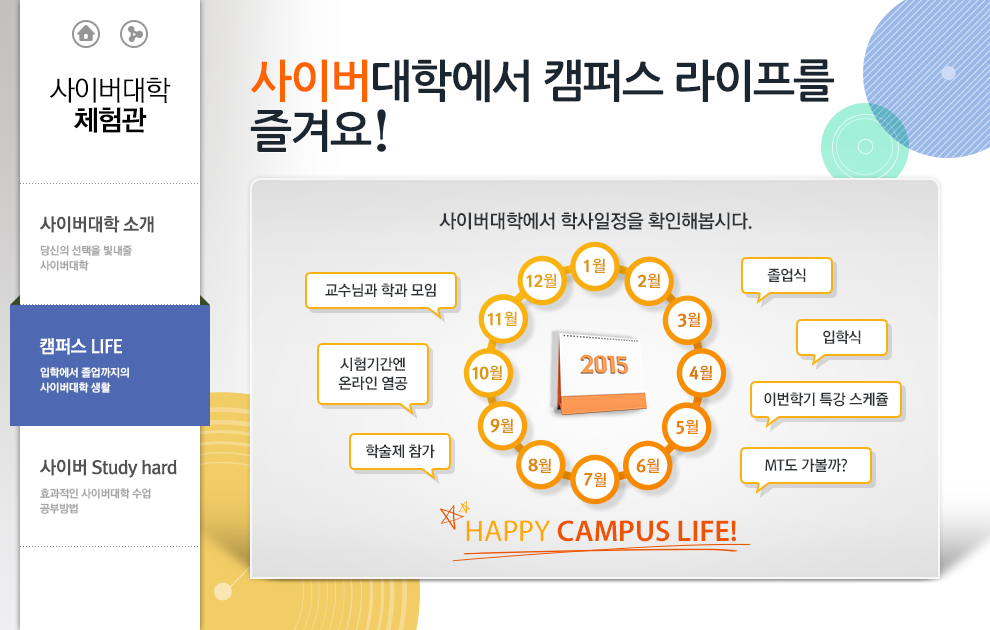 사이버대학
체험관
사이버대학 소개
당신의 선택을 빛내줄
사이버대학
캠퍼스 LIFE
입학에서 졸업까지의
사이버대학 생활
사이버 Study hard
효과적인 사이버대학 수업
공부방법
사이버대학에서 캠퍼스 라이프를
즐겨요!
사이버대학에서 학사일정을 확인해봅시다.
1월
2월
3월
4월
5월
6월
7월
8월
9월
10월
11월
12월
2015
졸업식
입학식
이번학기 특강 스케쥴
MT도 가볼까?
학술제 참가
시험기간엔
온라인 열공
교수님과 학과 모임
HAPPY CAMPUS LIFE!